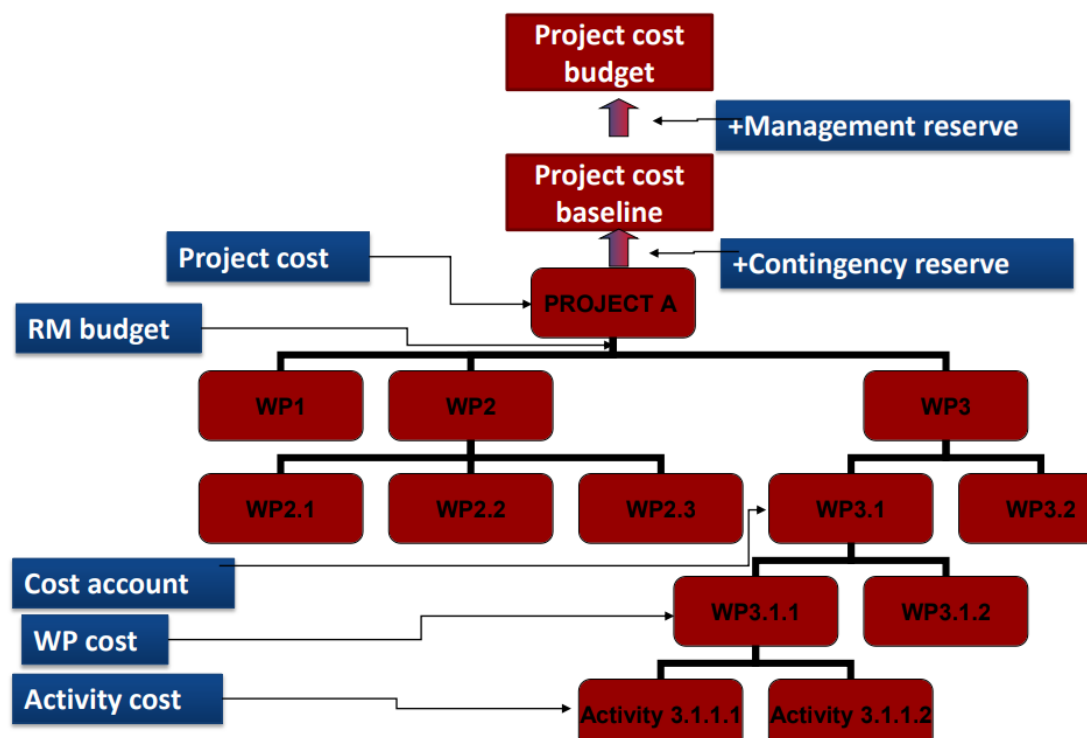 Project cost
budget
+Management reserve
Project cost
baseline
Project cost
+Contingency reserve
PROJECT A
RM budget
WP1
WP2
WP3
WP2.1
WP2.2
WP2.3
WP3.1
WP3.2
Cost account
WP3.1.1
WP3.1.2
WP cost
Activity cost
Activity 3.1.1.1
Activity 3.1.1.2